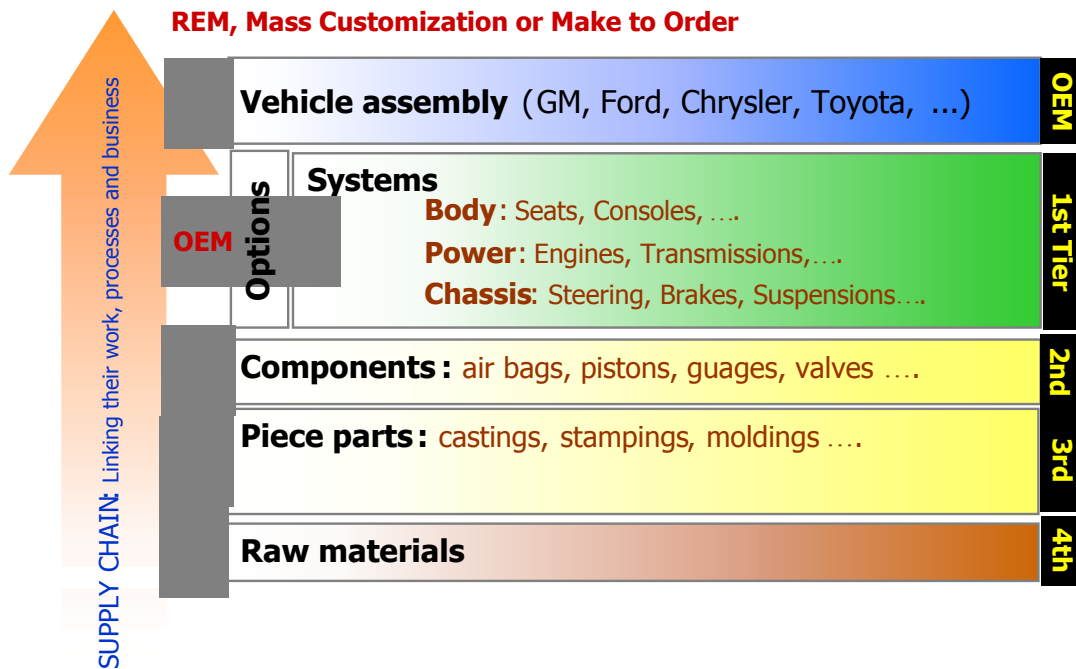 REM, Mass Customization or Make to Order
Vehicle assembly (GM, Ford, Chrysler, Toyota, ...)
OEM
Systems
Body: Seats, Consoles, ….
Power: Engines, Transmissions,….
Chassis: Steering, Brakes, Suspensions….
1st Tier
OEM
Options
Components: air bags, pistons, guages, valves ….
2nd
Piece parts: castings, stampings, moldings ….
3rd
Raw materials
4th
SUPPLY CHAIN: Linking their work, processes and business